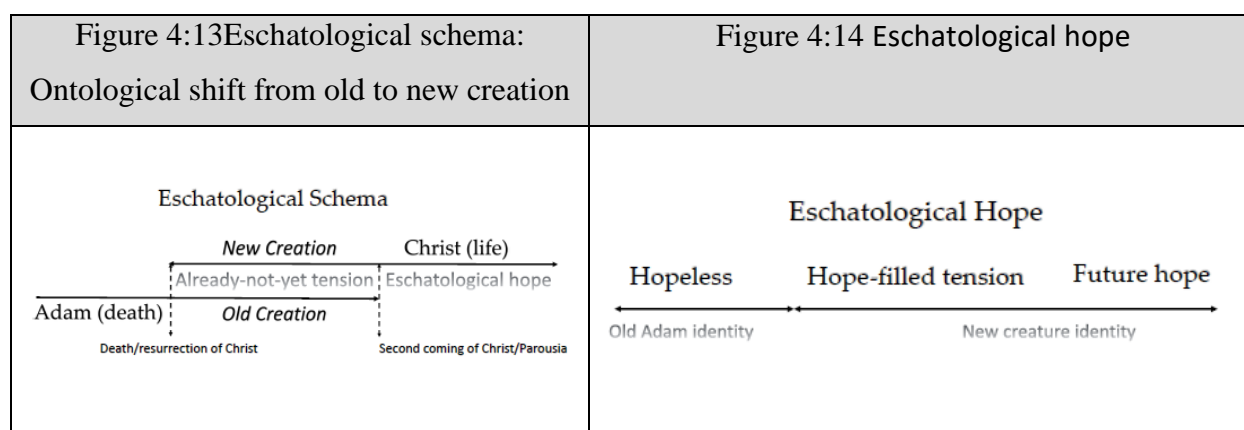 Figure 4:13Eschatological schema:
Ontological shift from old to new creation
Figure 4:14 Eschatological hope
Eschatological Schema
New Creation Christ (life)
Already-not-yet tension Eschatological hope
Adam (death) Old Creation
Death/resurrection of Christ Second coming of Christ/Parousia
Eschatological Hope
Hopeless Hope-filled tension Future hope
Old Adam identity New creature identity